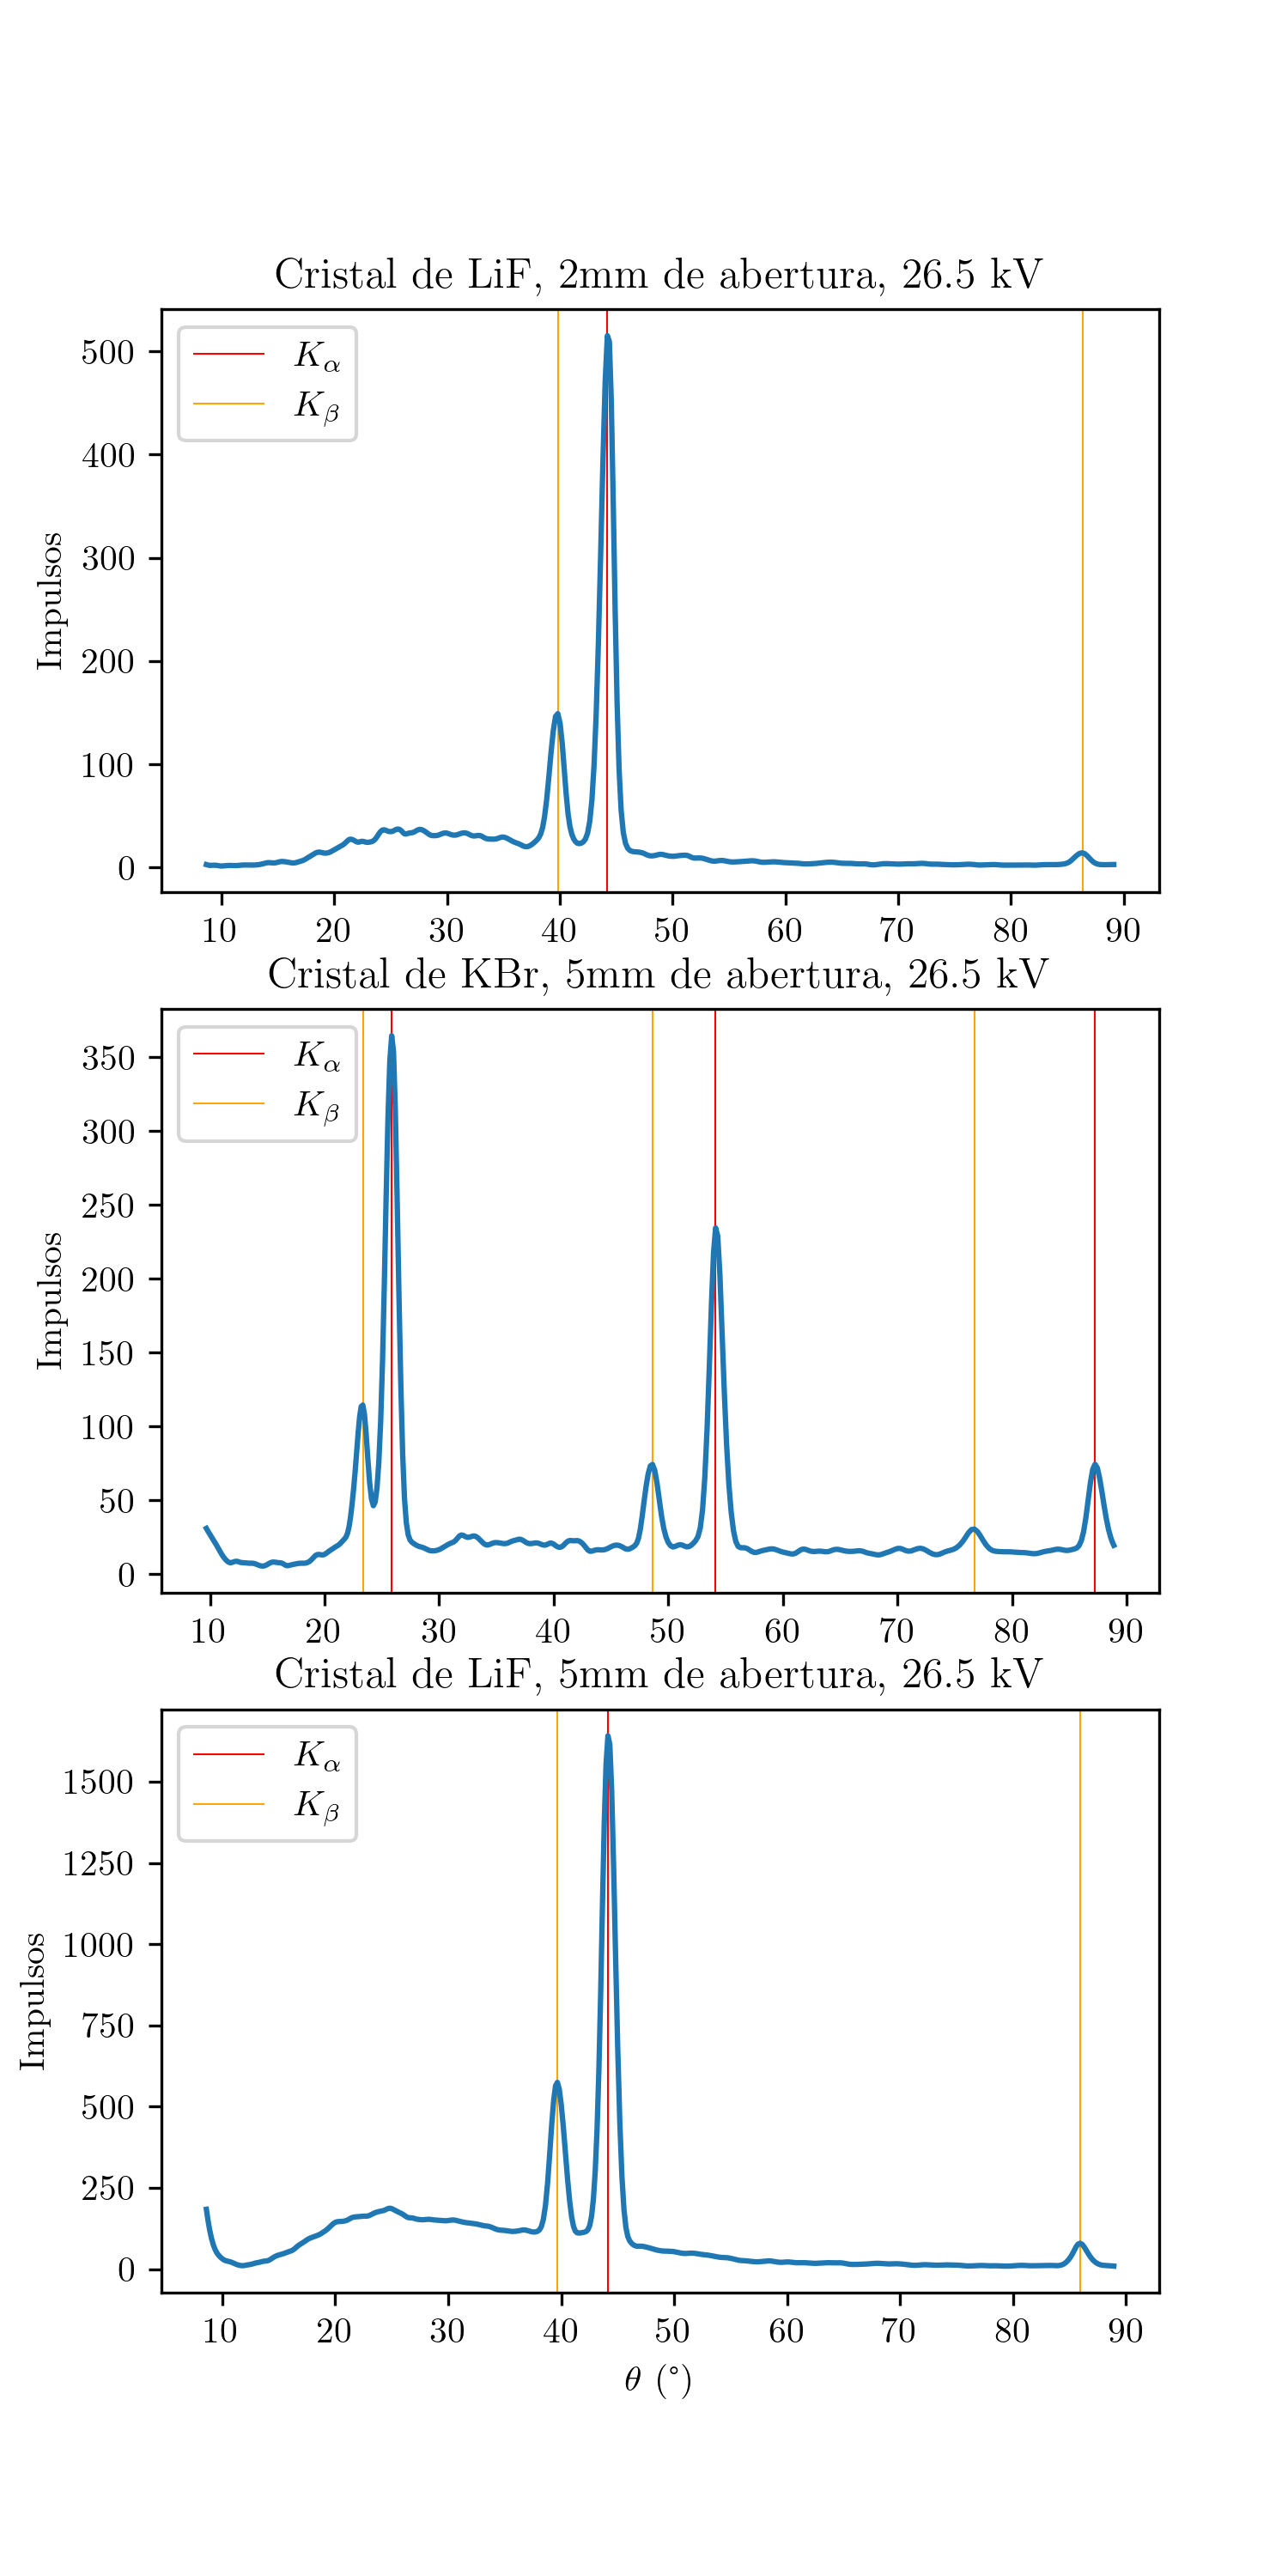 Cristal de LiF, 2mm de abertura, 26.5 kV
Kα
Kβ
Impulsos
500
400
300
200
100
0
10 20 30 40 50 60 70 80 90
Cristal de KBr, 5mm de abertura, 26.5 kV
Kα
Kβ
Impulsos
350
300
250
200
150
100
50
0
10 20 30 40 50 60 70 80 90
Cristal de LiF, 5mm de abertura, 26.5 kV
Kα
Kβ
Impulsos
1500
1250
1000
750
500
250
0
10 20 30 40 50 60 70 80 90
θ (°)